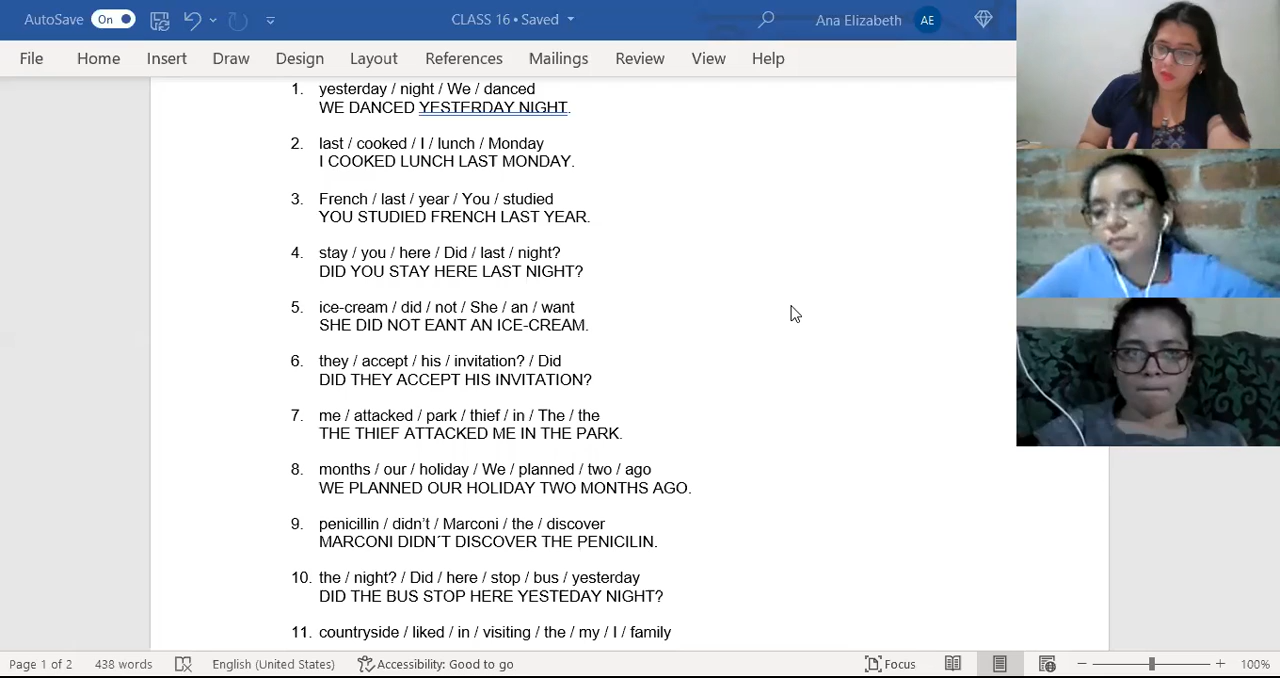 AutoSave On CLASS 16 • Saved Ana Elizabeth AE
File Home Insert Draw Design Layout References Mailings Review View Help
1. yesterday / night / We / danced
WE DANCED YESTERDAY NIGHT.
2. last / cooked / I / lunch / Monday
I COOKED LUNCH LAST MONDAY.
3. French / last / year / You / studied
YOU STUDIED FRENCH LAST YEAR.
4. stay / you / here / Did / last / night?
DID YOU STAY HERE LAST NIGHT?
5. ice-cream / did / not / She / an / want
SHE DID NOT EANT AN ICE-CREAM.
6. they / accept / his / invitation? / Did
DID THEY ACCEPT HIS INVITATION?
7. me / attacked / park / thief / in / The / the
THE THIEF ATTACKED ME IN THE PARK.
8. months / our / holiday / We / planned / two / ago
WE PLANNED OUR HOLIDAY TWO MONTHS AGO.
9. penicillin / didn’t / Marconi / the / discover
MARCONI DIDN´T DISCOVER THE PENICILIN.
10. the / night? / Did / here / stop / bus / yesterday
DID THE BUS STOP HERE YESTEDAY NIGHT?
11. countryside / liked / in / visiting / the / my / I / family
Page 1 of 2 438 words English (United States) Accessibility: Good to go Focus 100%